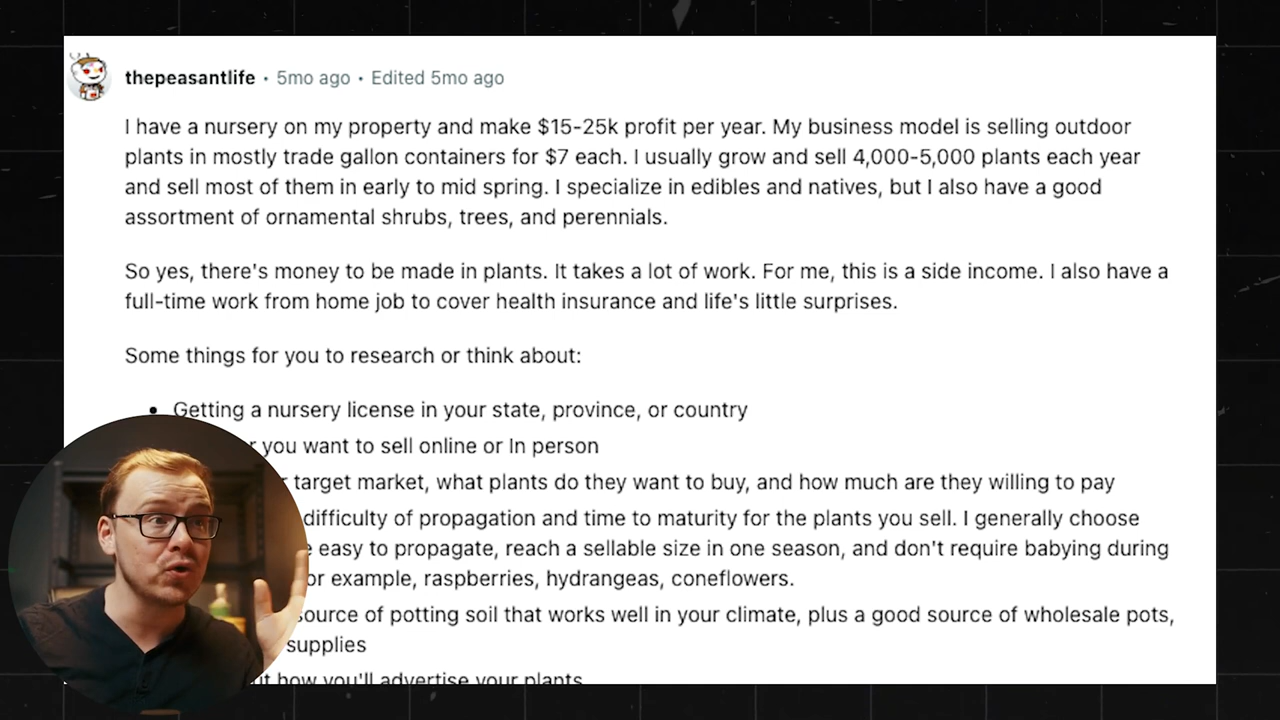 thepeasantlife • 5mo ago • Edited 5mo ago
I have a nursery on my property and make $15-25k profit per year. My business model is selling outdoor
plants in mostly trade gallon containers for $7 each. I usually grow and sell 4,000-5,000 plants each year
and sell most of them in early to mid spring. I specialize in edibles and natives, but I also have a good
assortment of ornamental shrubs, trees, and perennials.
So yes, there's money to be made in plants. It takes a lot of work. For me, this is a side income. I also have a
full-time work from home job to cover health insurance and life's little surprises.
Some things for you to research or think about:
• Getting a nursery license in your state, province, or country
you want to sell online or In person
target market, what plants do they want to buy, and how much are they willing to pay
difficulty of propagation and time to maturity for the plants you sell. I generally choose
easy to propagate, reach a sellable size in one season, and don't require babying during
or example, raspberries, hydrangeas, coneflowers.
source of potting soil that works well in your climate, plus a good source of wholesale pots,
supplies
how you'll advertise your plants